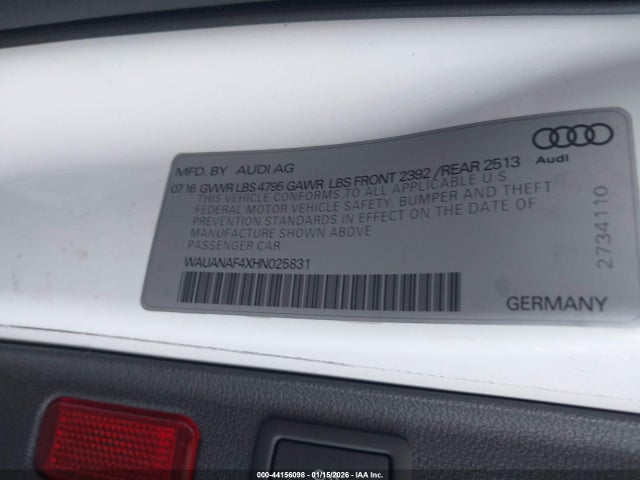 MFD. BY AUDI AG
07 16 GVWR LBS 4795 GAWR LBS FRONT 2392 /REAR 2513
THIS VEHICLE CONFORMS TO ALL APPLICABLE U.S
FEDERAL MOTOR VEHICLE SAFETY, BUMPER AND THEFT
PREVENTION STANDARDS IN EFFECT ON THE DATE OF
MANUFACTURE SHOWN ABOVE
PASSENGER CAR
WAUANAF4XHN025831
Audi
2734110
GERMANY
000-44156098 - 01/15/2026 - IAA Inc.